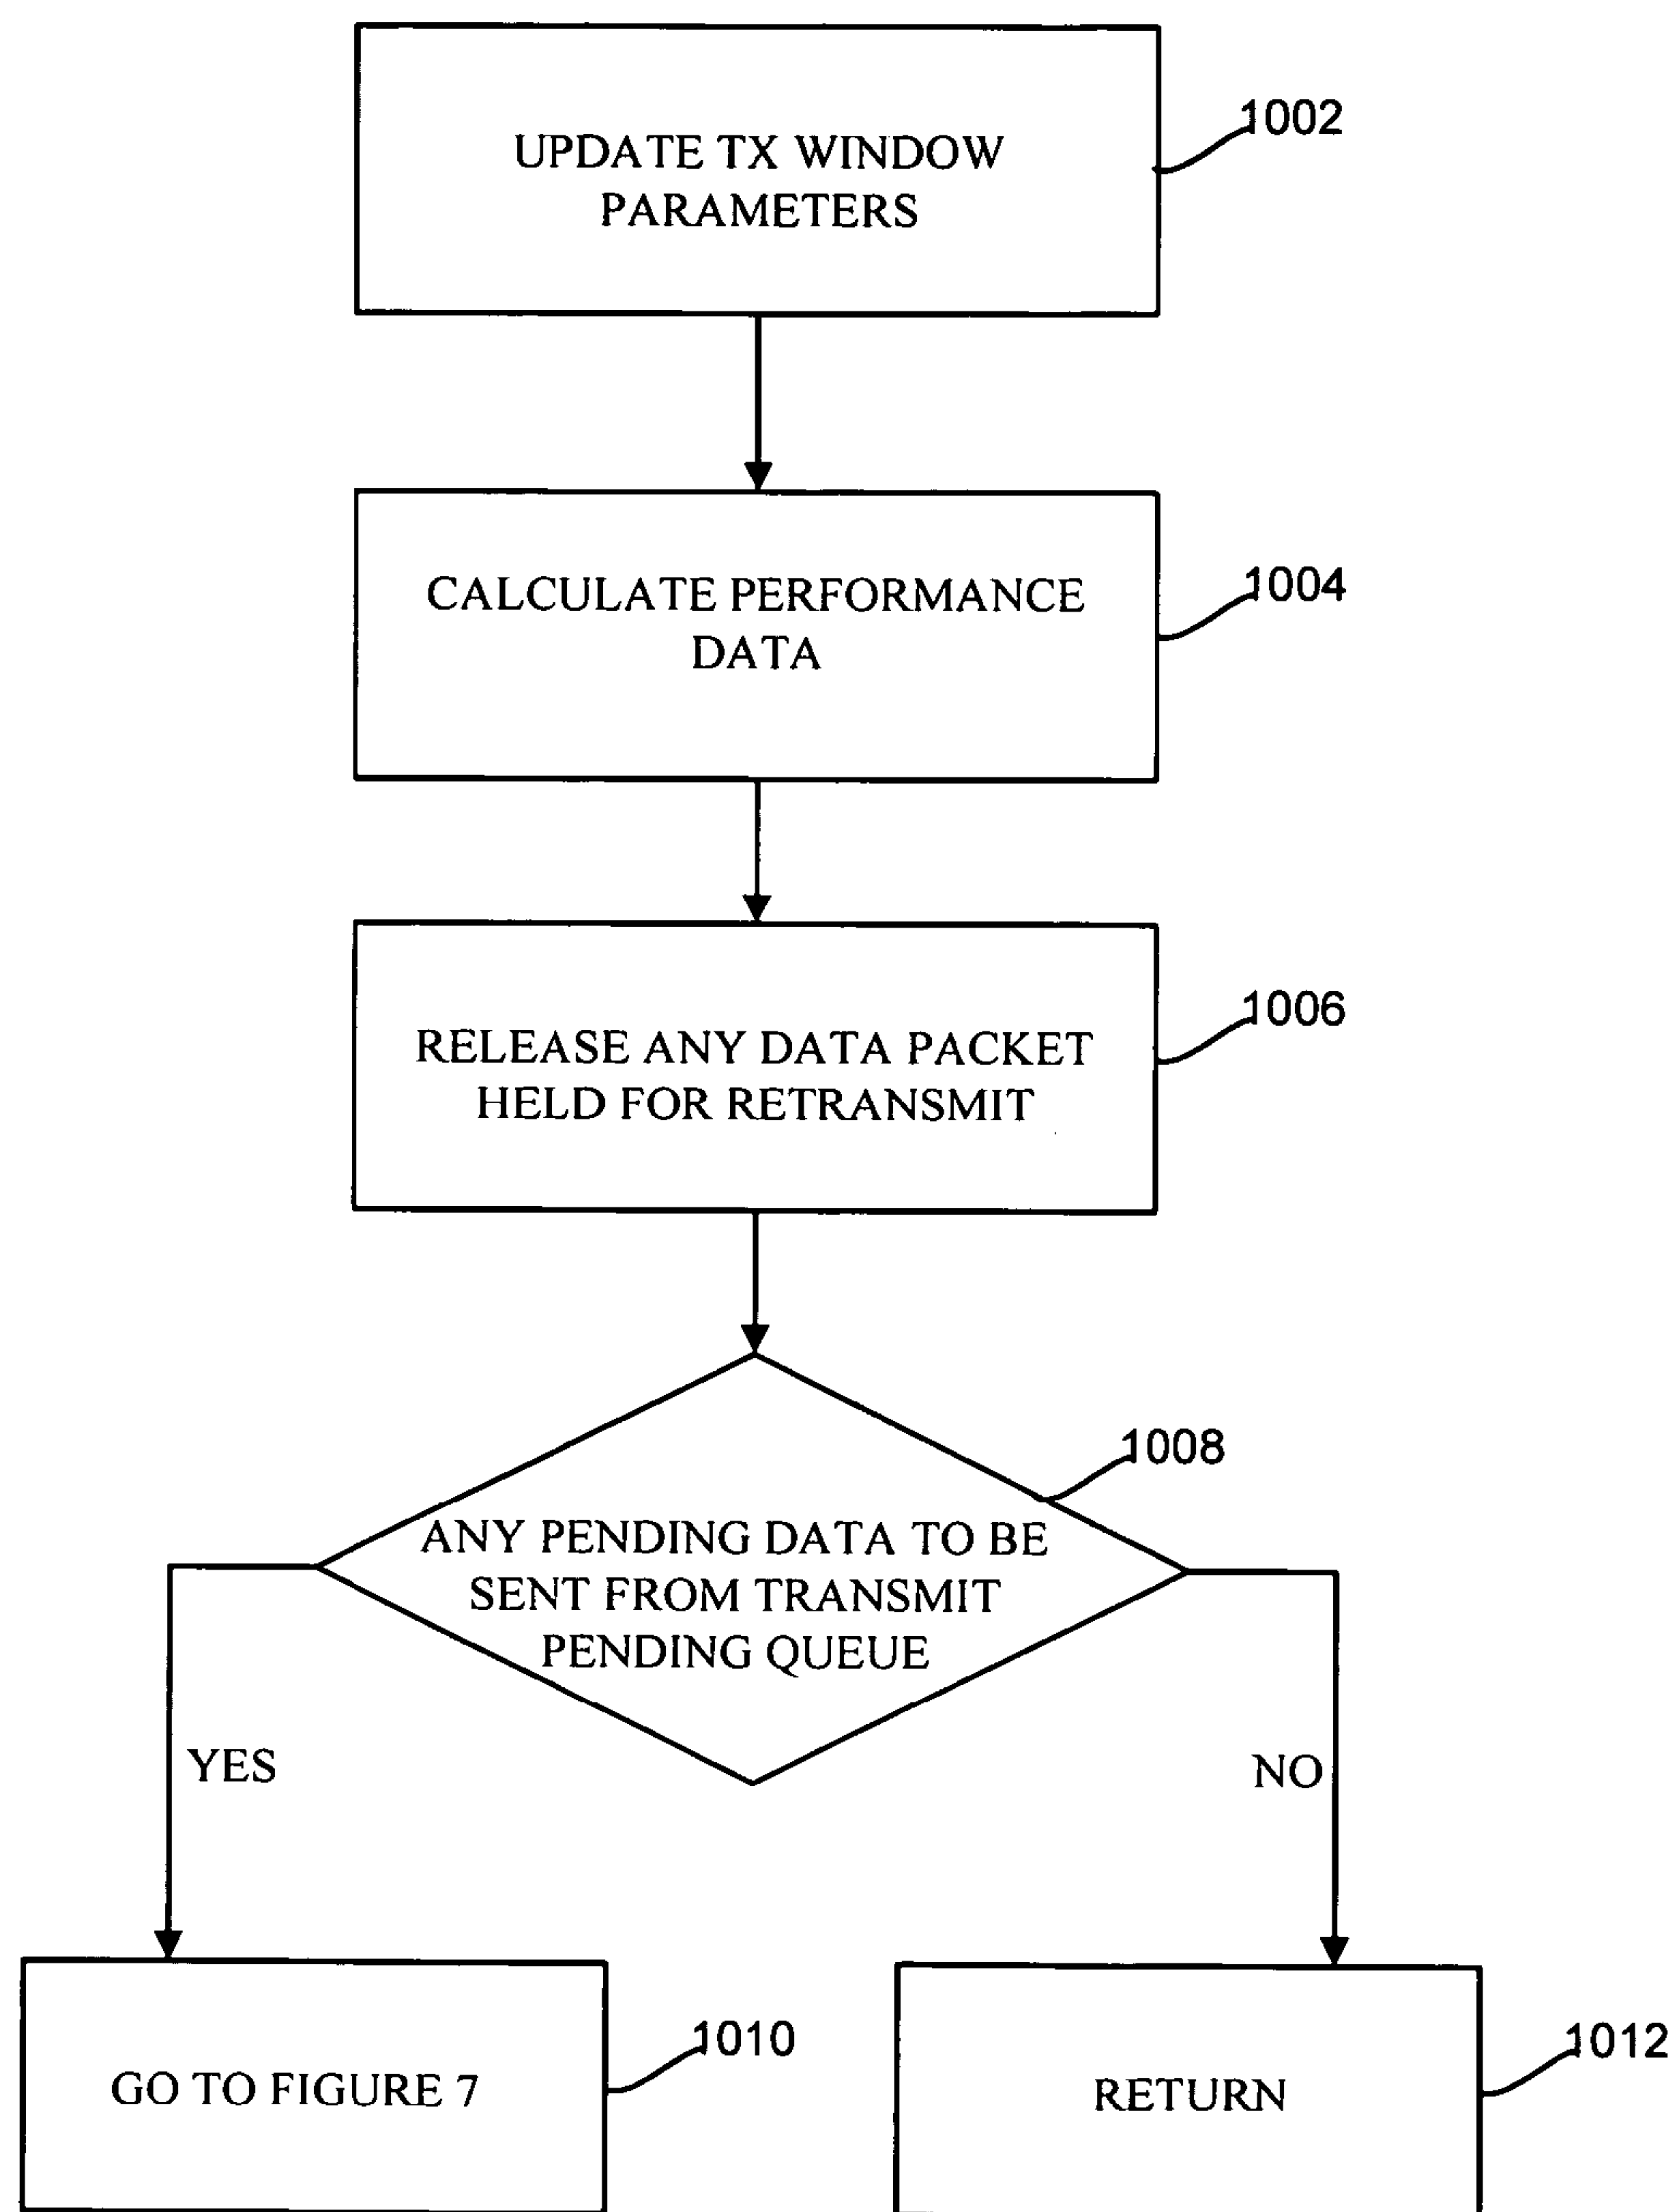 UPDATE TX WINDOW
PARAMETERS
1002
CALCULATE PERFORMANCE
DATA
1004
RELEASE ANY DATA PACKET
HELD FOR RETRANSMIT
1006
1008
ANY PENDING DATA TO BE
SENT FROM TRANSMIT
PENDING QUEUE
YES
NO
GO TO FIGURE 7
1010
RETURN
1012